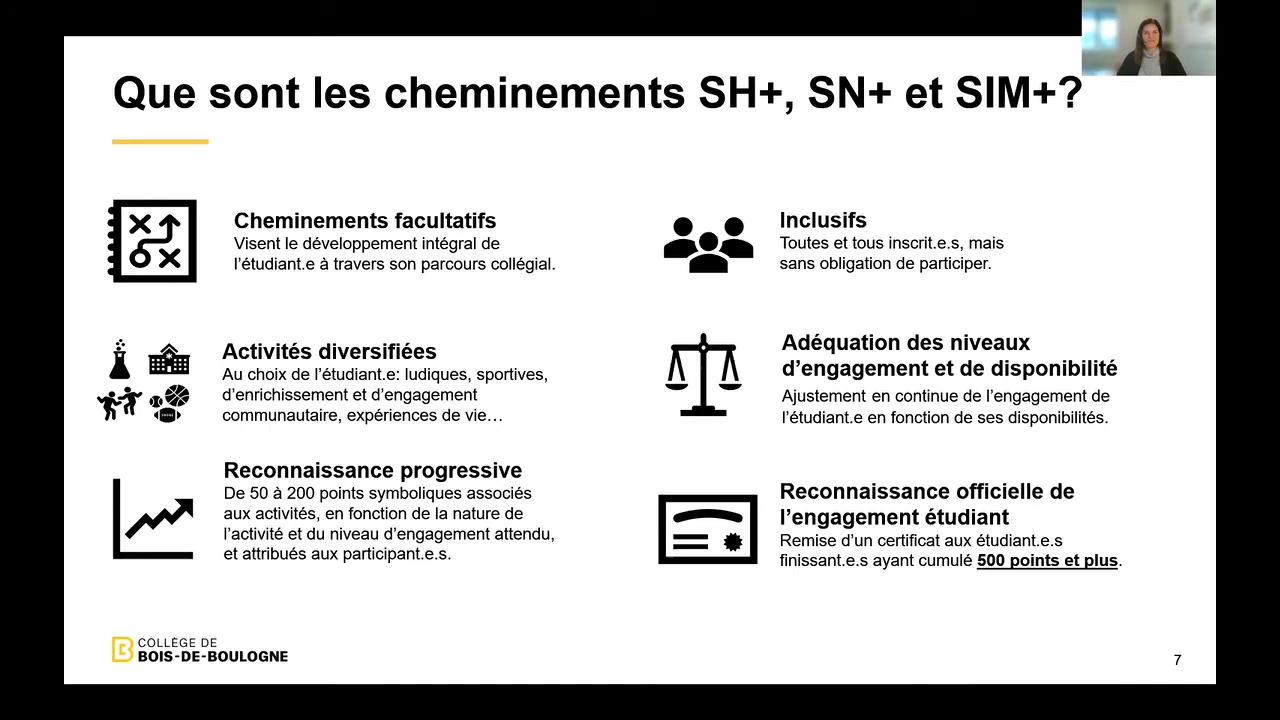 Que sont les cheminements SH+, SN+ et SIM+?
Cheminements facultatifs
Visent le développement intégral de
l’étudiant.e à travers son parcours collégial.
Inclusifs
Toutes et tous inscrit.e.s, mais
sans obligation de participer.
Activités diversifiées
Au choix de l’étudiant.e: ludiques, sportives,
d’enrichissement et d’engagement
communautaire, expériences de vie…
Adéquation des niveaux
d’engagement et de disponibilité
Ajustement en continue de l’engagement de
l’étudiant.e en fonction de ses disponibilités.
Reconnaissance progressive
De 50 à 200 points symboliques associés
aux activités, en fonction de la nature de
l’activité et du niveau d’engagement attendu,
et attribués aux participant.e.s.
Reconnaissance officielle de
l’engagement étudiant
Remise d’un certificat aux étudiant.e.s
finissant.e.s ayant cumulé 500 points et plus.
COLLÈGE DE
BOIS-DE-BOULOGNE
7